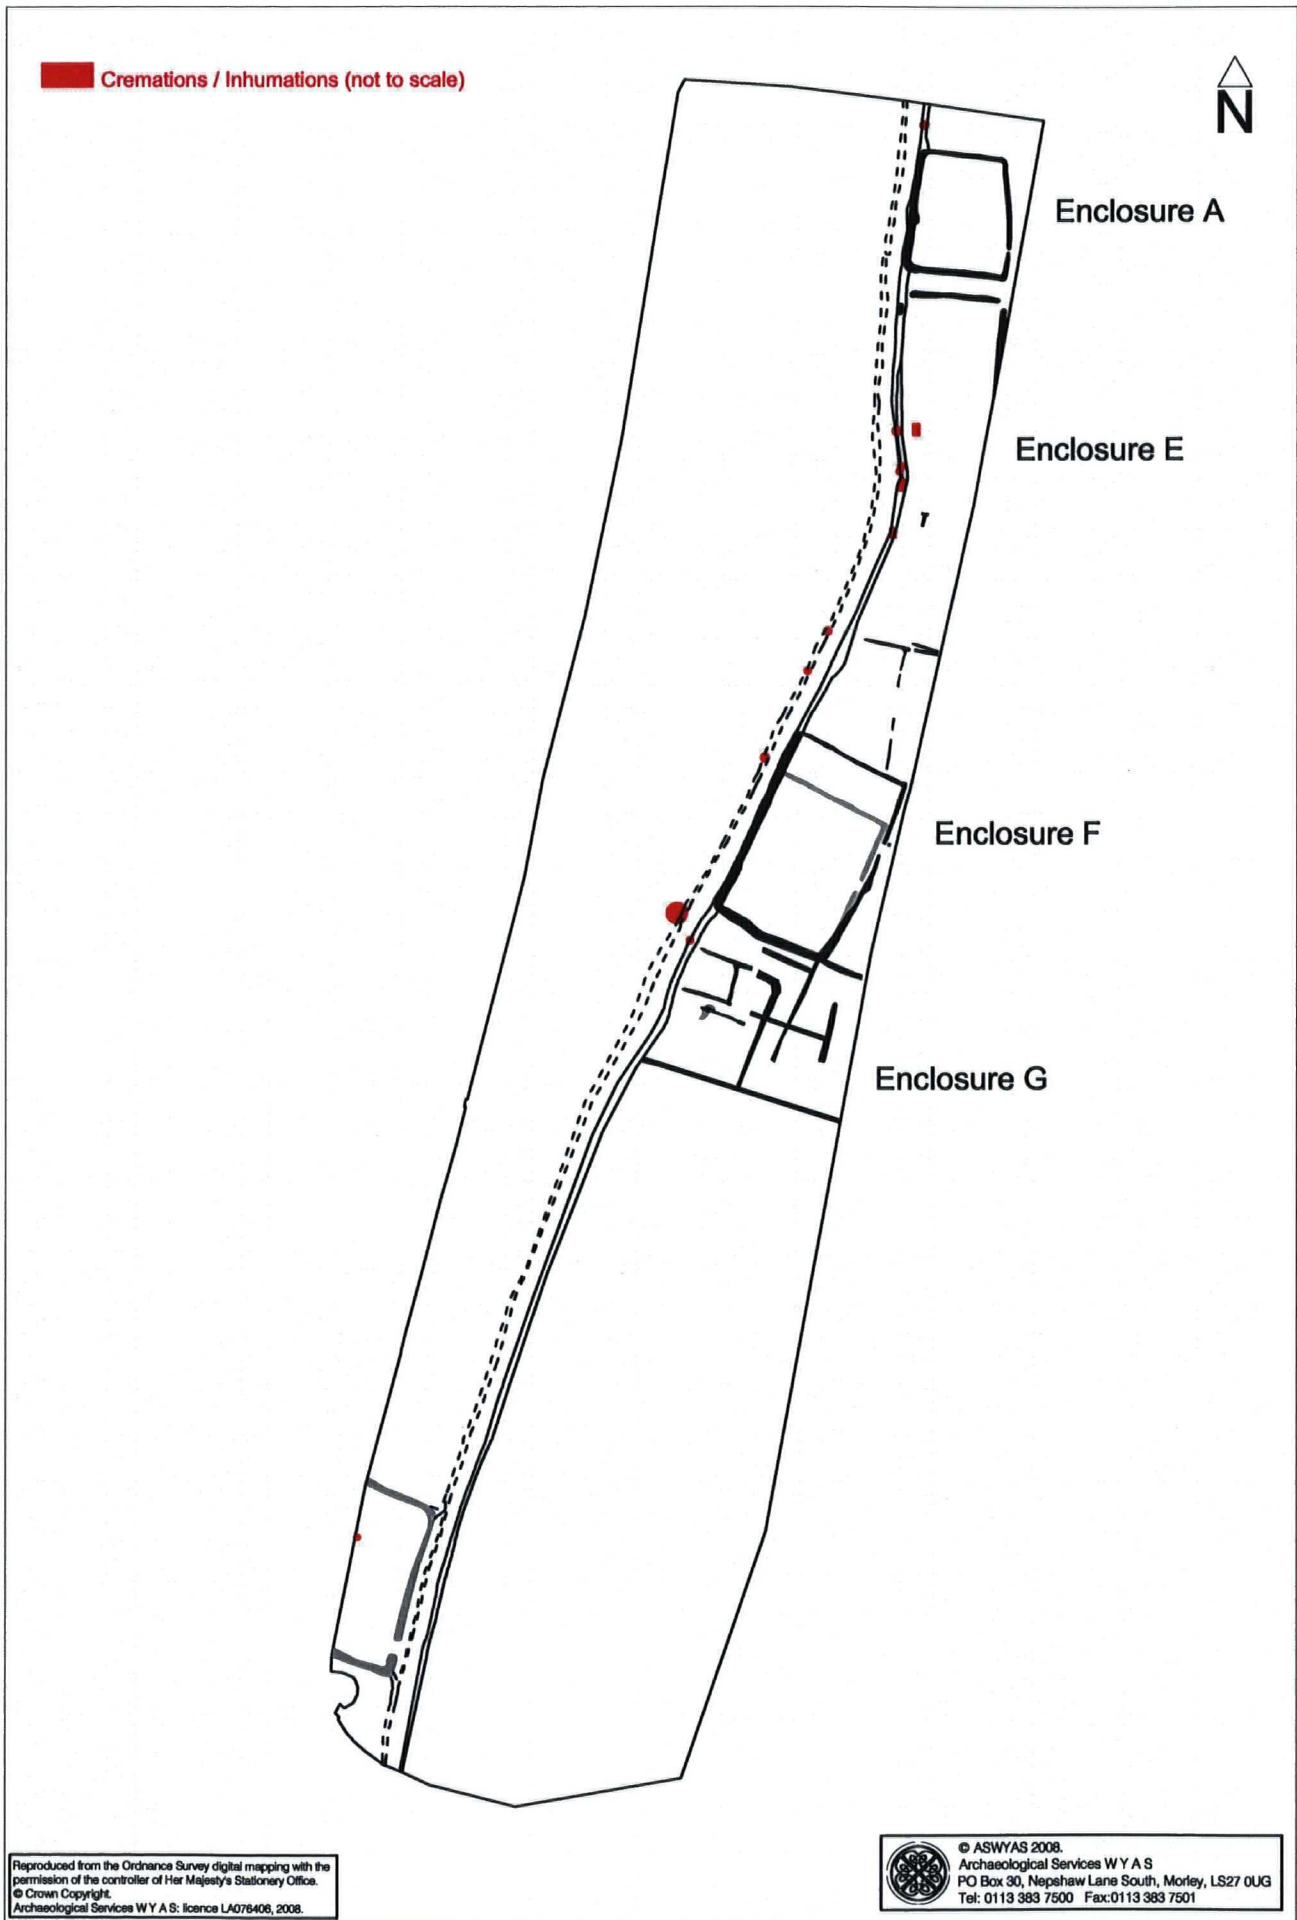 Cremations / Inhumations (not to scale)
N
Enclosure A
Enclosure E
Enclosure F
Enclosure G
Reproduced from the Ordnance Survey digital mapping with the
permission of the controller of Her Majesty's Stationery Office.
© Crown Copyright.
Archaeological Services W Y A S: licence LA076406, 2008.
© ASWYAS 2008.
Archaeological Services W Y A S
PO Box 30, Nepshaw Lane South, Morley, LS27 0UG
Tel: 0113 383 7500 Fax:0113 383 7501